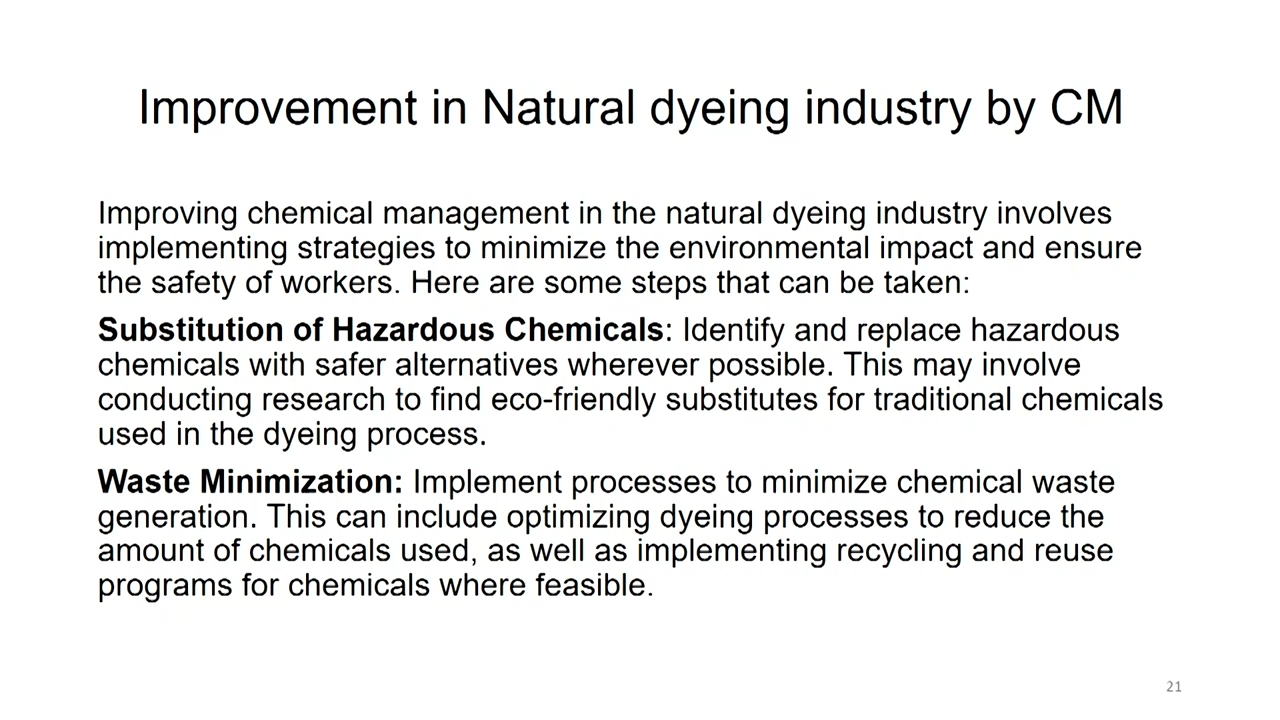 Improvement in Natural dyeing industry by CM
Improving chemical management in the natural dyeing industry involves
implementing strategies to minimize the environmental impact and ensure
the safety of workers. Here are some steps that can be taken:
Substitution of Hazardous Chemicals: Identify and replace hazardous
chemicals with safer alternatives wherever possible. This may involve
conducting research to find eco-friendly substitutes for traditional chemicals
used in the dyeing process.
Waste Minimization: Implement processes to minimize chemical waste
generation. This can include optimizing dyeing processes to reduce the
amount of chemicals used, as well as implementing recycling and reuse
programs for chemicals where feasible.
21